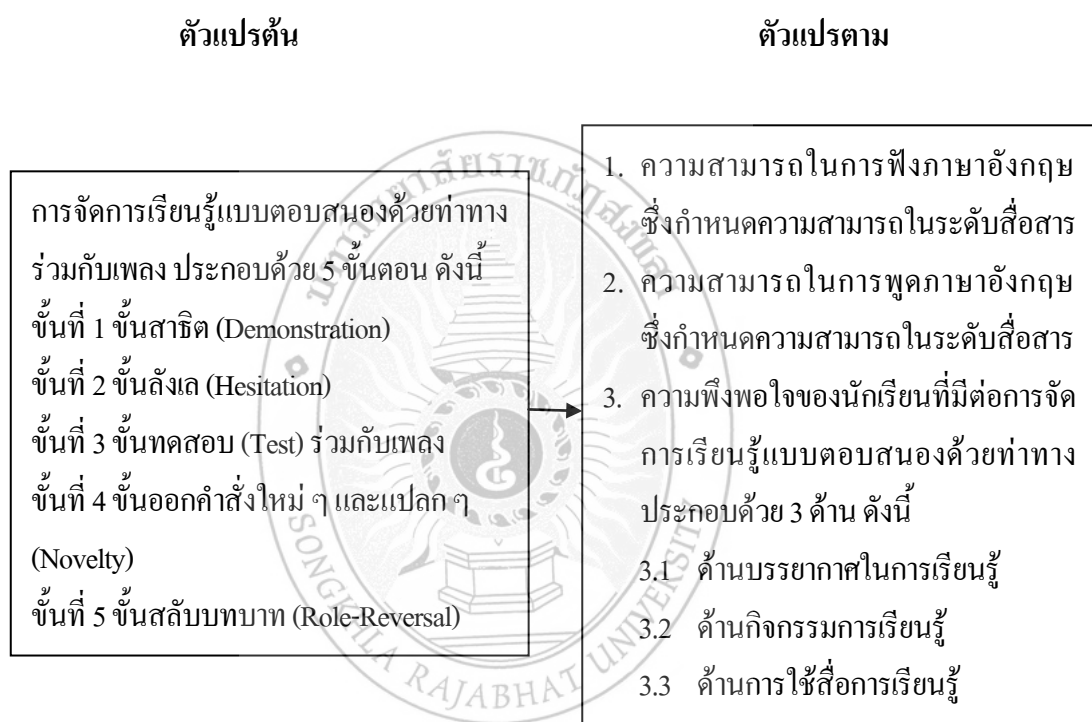 ตัวแปรต้น
ตัวแปรตาม
การจัดการเรียนรู้แบบตอบสนองด้วยท่าทาง
ร่วมกับเพลง ประกอบด้วย 5 ขั้นตอน ดังนี้
ขั้นที่ 1 ขั้นสาธิต (Demonstration)
ขั้นที่ 2 ขั้นลังเล (Hesitation)
ขั้นที่ 3 ขั้นทดสอบ (Test) ร่วมกับเพลง
ขั้นที่ 4 ขั้นออกคำสั่งใหม่ ๆ และแปลก ๆ
(Novelty)
ขั้นที่ 5 ขั้นสลับบทบาท (Role-Reversal)
1. ความสามารถในการฟังภาษาอังกฤษ
ซึ่งกำหนดความสามารถในระดับสื่อสาร
2. ความสามารถในการพูดภาษาอังกฤษ
ซึ่งกำหนดความสามารถในระดับสื่อสาร
3. ความพึงพอใจของนักเรียนที่มีต่อการจัด
การเรียนรู้แบบตอบสนองด้วยท่าทาง
ประกอบด้วย 3 ด้าน ดังนี้
3.1 ด้านบรรยากาศในการเรียนรู้
3.2 ด้านกิจกรรมการเรียนรู้
3.3 ด้านการใช้สื่อการเรียนรู้
SONGKHLA RAJABHAT UNIVERSIT